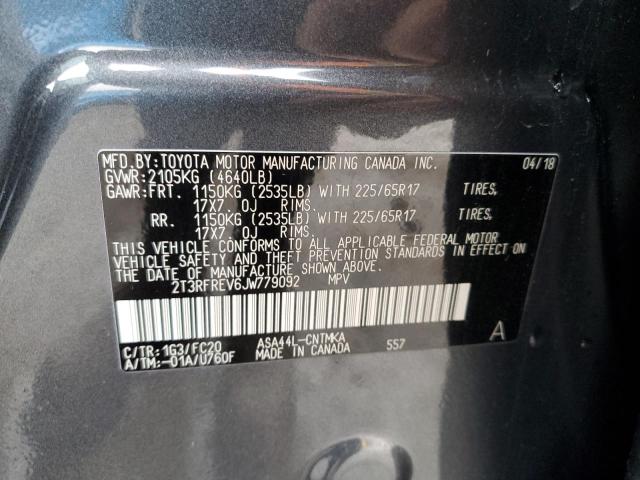 MFD.BY:TOYOTA MOTOR MANUFACTURING CANADA INC. 04/18
GVWR:2105KG (4640LB)
GAWR:FRT. 1150KG (2535LB) WITH 225/65R17 TIRES,
17X7.0J RIMS.
RR. 1150KG (2535LB) WITH 225/65R17 TIRES,
17X7.0J RIMS.
THIS VEHICLE CONFORMS TO ALL APPLICABLE FEDERAL MOTOR
VEHICLE SAFETY AND THEFT PREVENTION STANDARDS IN EFFECT ON
THE DATE OF MANUFACTURE SHOWN ABOVE.
2T3RFREV6JW779092 MPV
C/TR:1G3/FC20 ASA44L-CNTMKA 557 A
A/TM:-01A/U760F MADE IN CANADA